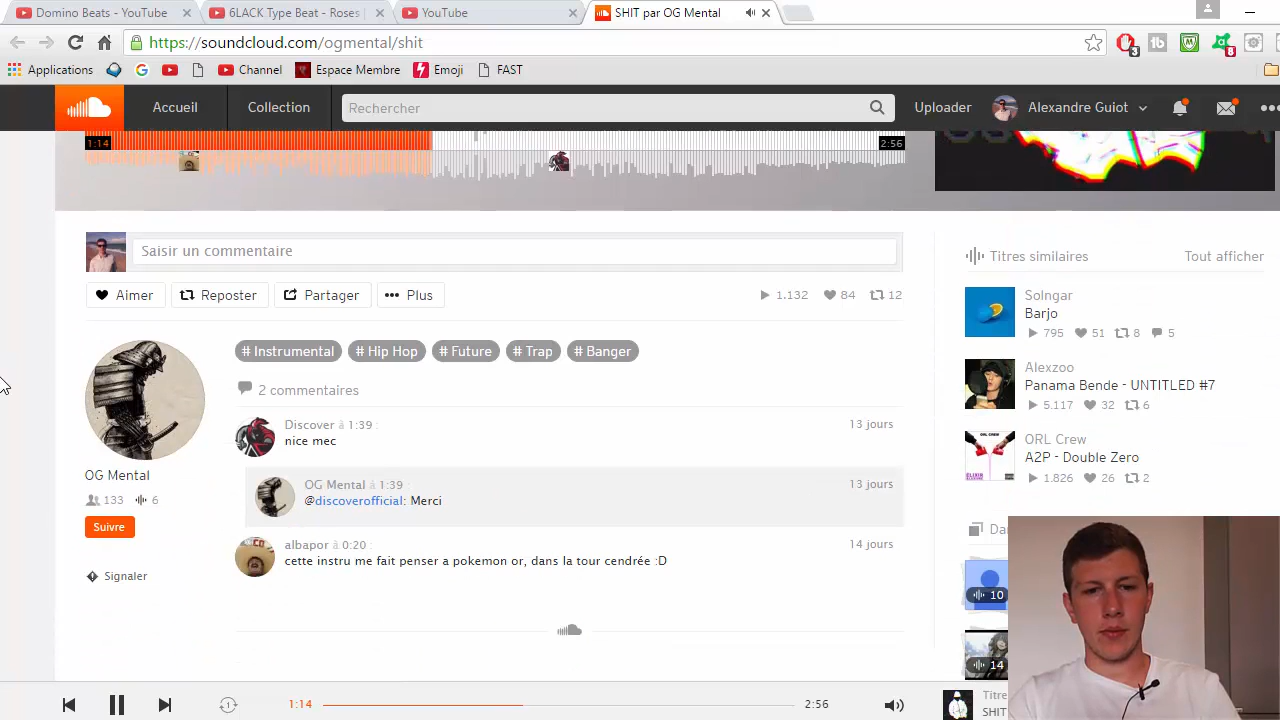 Domino Beats - YouTube
6LACK Type Beat - Roses
YouTube
SHIT par OG Mental
https://soundcloud.com/ogmental/shit
3
8
Applications
Channel
Espace Membre
Emoji
FAST
Accueil
Collection
Rechercher
Uploader
Alexandre Guiot
1:14
2:56
Saisir un commentaire
Aimer
Reposter
Partager
Plus
1.132
84
12
# Instrumental
# Hip Hop
# Future
# Trap
# Banger
2 commentaires
Discover à 1:39 :
13 jours
nice mec
OG Mental à 1:39 :
13 jours
@discoverofficial: Merci
albapor à 0:20 :
14 jours
cette instru me fait penser a pokemon or, dans la tour cendrée :D
OG Mental
133
6
Suivre
Signaler
Titres similaires
Tout afficher
Solngar
Barjo
795
51
8
5
Alexzoo
Panama Bende - UNTITLED #7
5.117
32
6
ORL Crew
A2P - Double Zero
1.826
26
2
10
14
1
1:14
2:56
Titre
SHIT